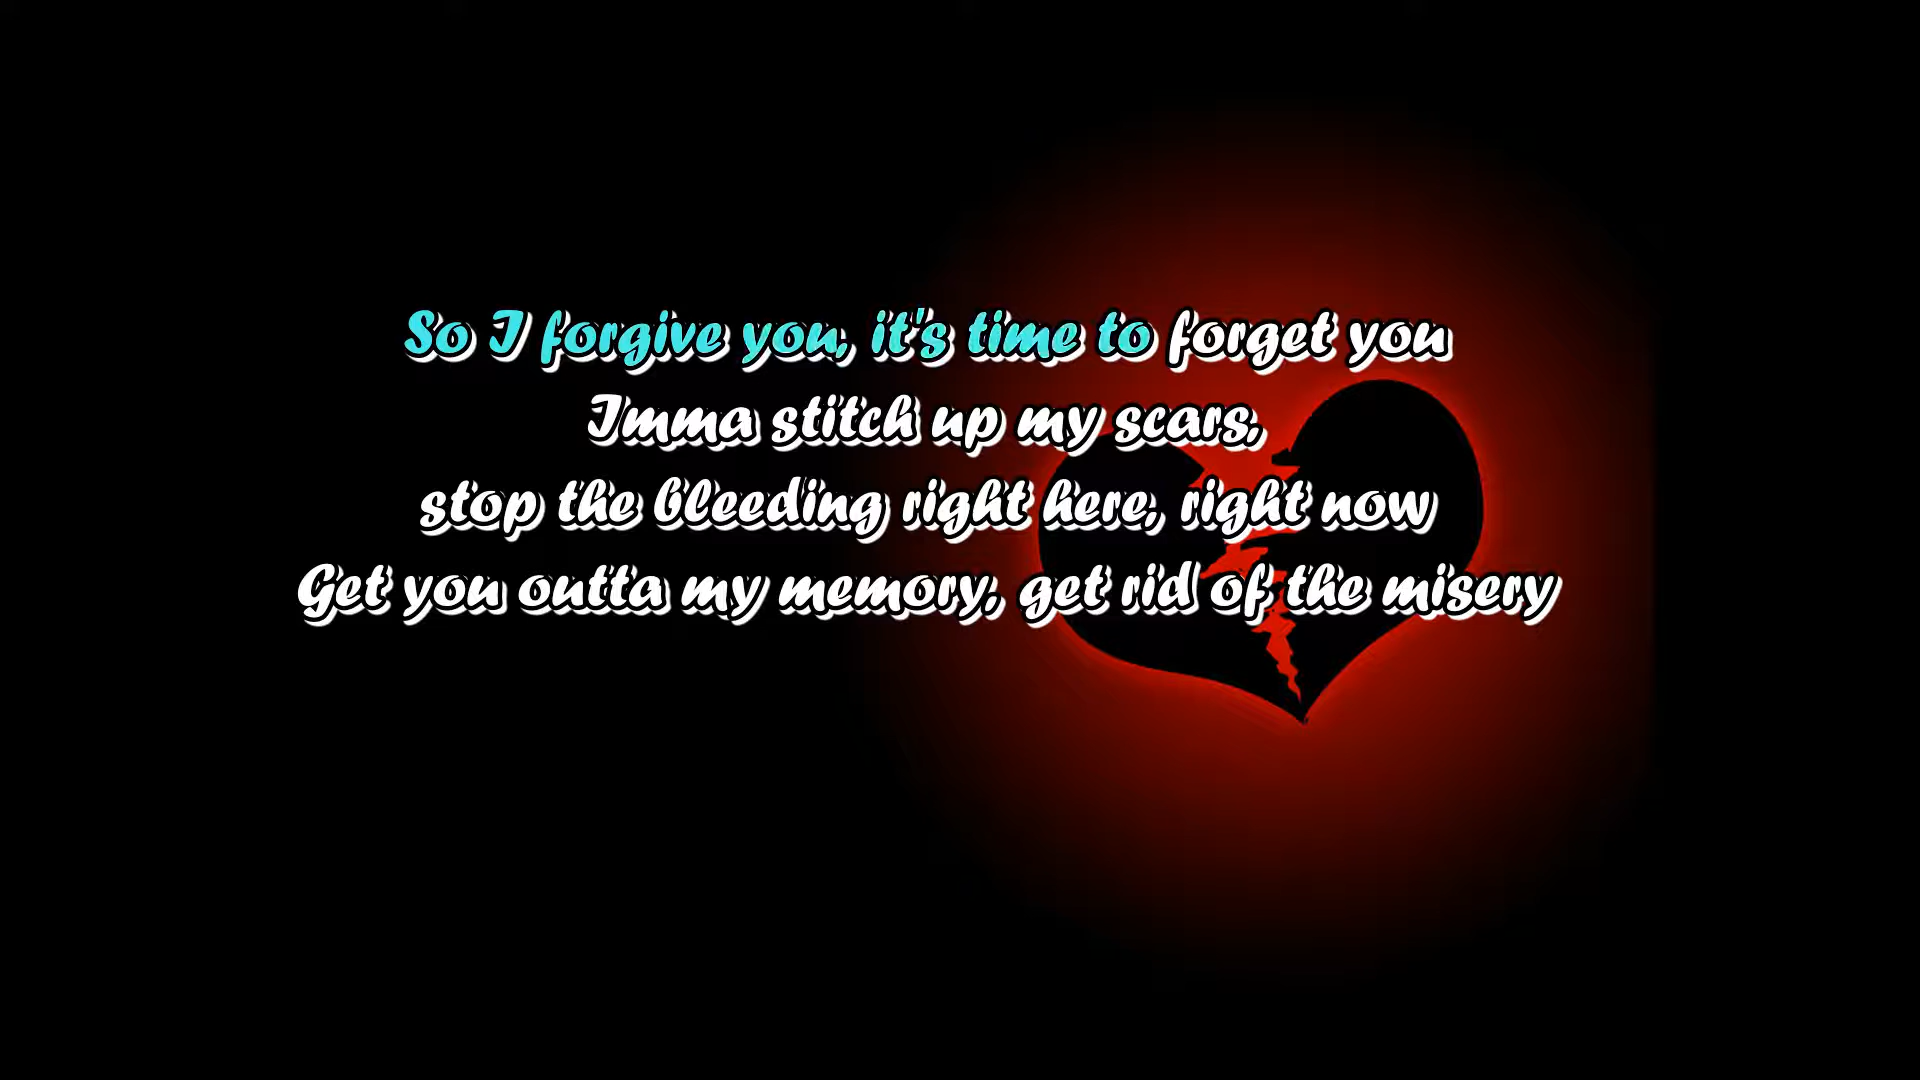 So I forgive you, it's time to forget you
Imma stitch up my scars,
stop the bleeding right here, right now
Get you outta my memory, get rid of the misery